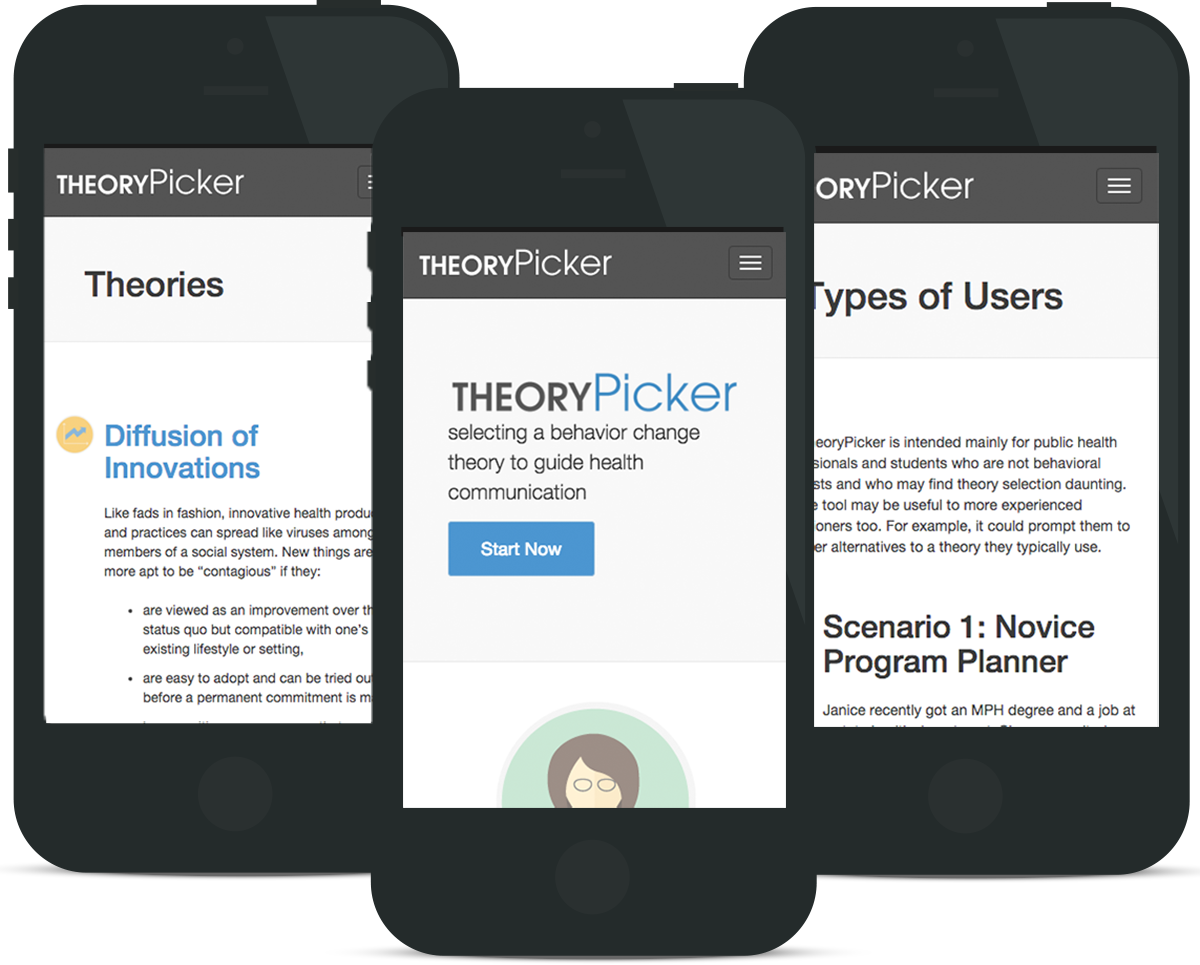 THEORYPicker
Theories
Diffusion of
Innovations
Like fads in fashion, innovative health
and practices can spread like viruses among
members of a social system. New things are
more apt to be “contagious” if they:
• are viewed as an improvement over
status quo but compatible with one's
existing lifestyle or setting,
• are easy to adopt and can be tried
before a permanent commitment is
THEORYPicker
THEORYPicker
selecting a behavior change
theory to guide health
communication
Start Now
ORYPicker
Types of Users
eoryPicker is intended mainly for public health
sionals and students who are not behavioral
sts and who may find theory selection daunting.
e tool may be useful to more experienced
ioners too. For example, it could prompt them to
er alternatives to a theory they typically use.
Scenario 1: Novice
Program Planner
Janice recently got an MPH degree and a job at